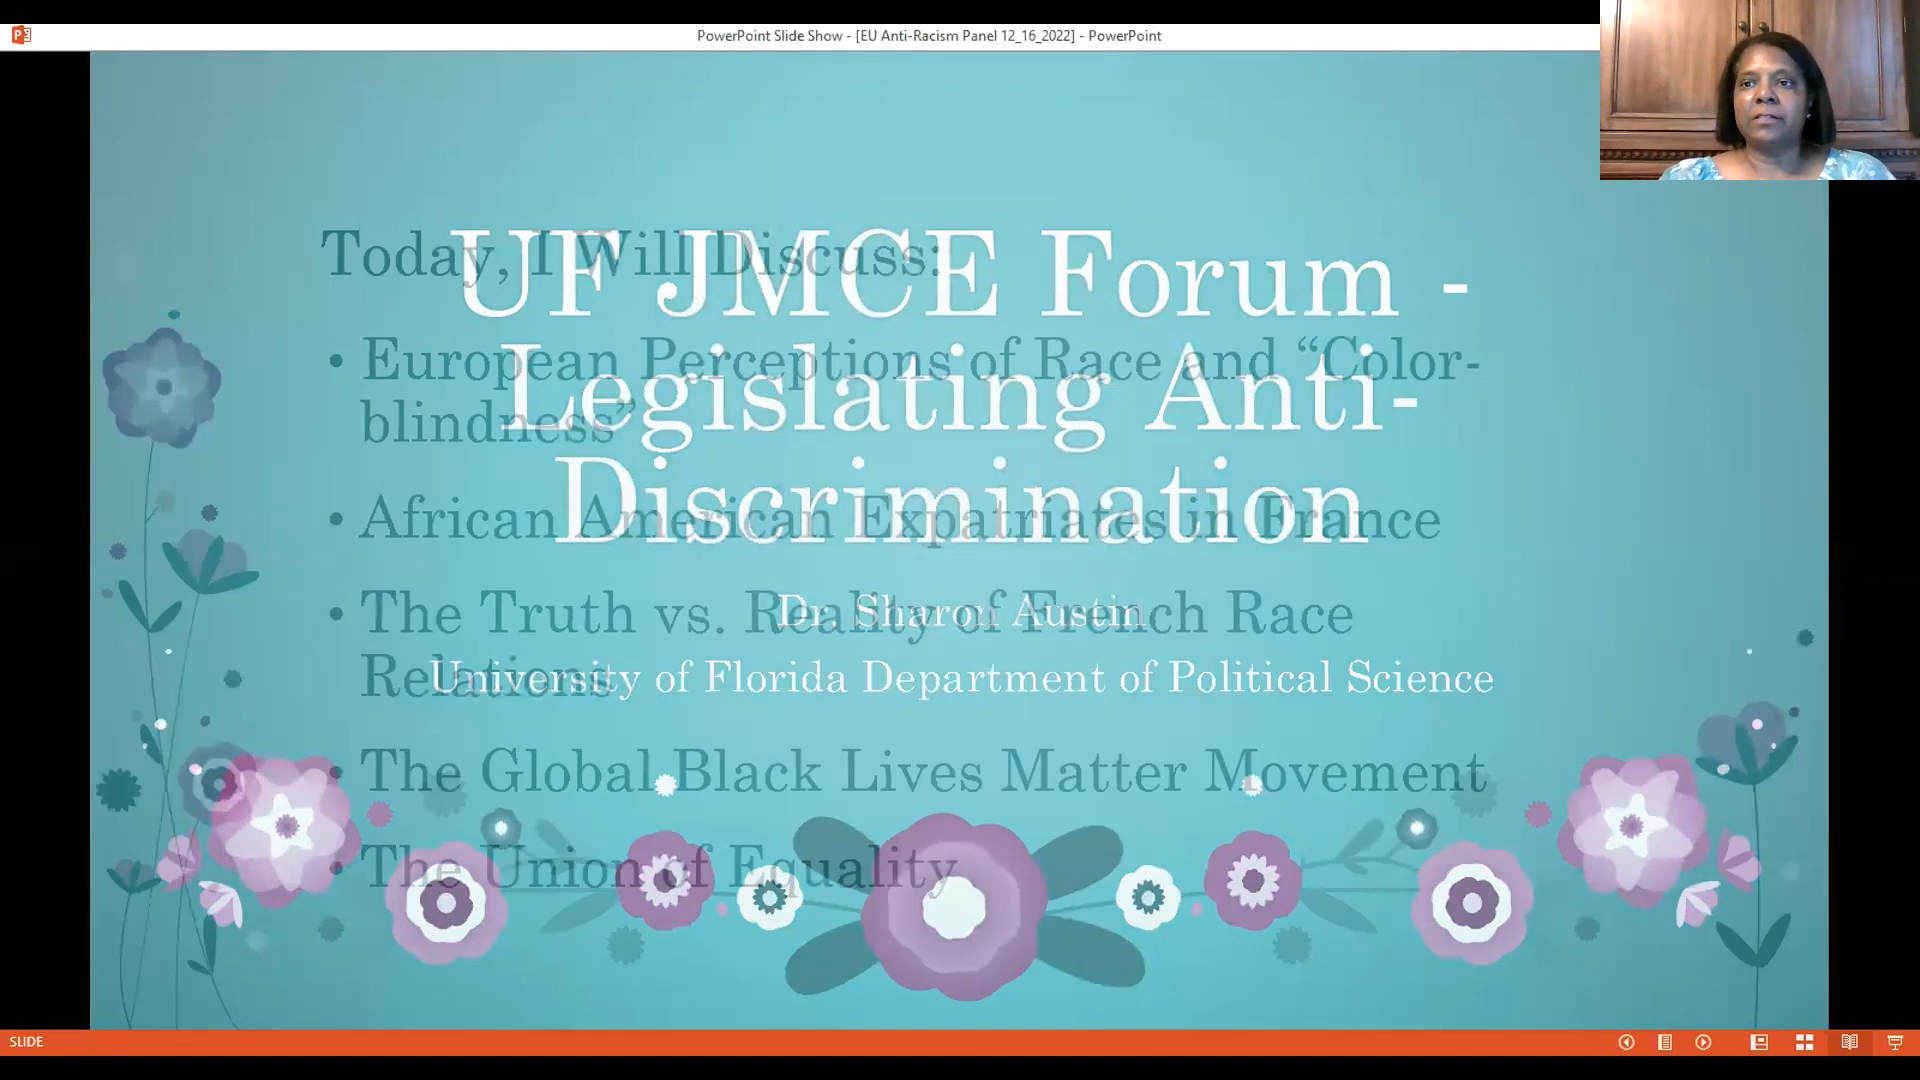 PowerPoint Slide Show - [EU Anti-Racism Panel 12_16_2022] - PowerPoint
UF JMCE Forum -
Legislating Anti-
Discrimination
Dr. Sharon Austin
University of Florida Department of Political Science
Today, I Will Discuss:
• European Perceptions of Race and “Color-
blindness”
• African American Expatriates in France
• The Truth vs. Reality of French Race
Relations
• The Global Black Lives Matter Movement
• The Union of Equality
SLIDE